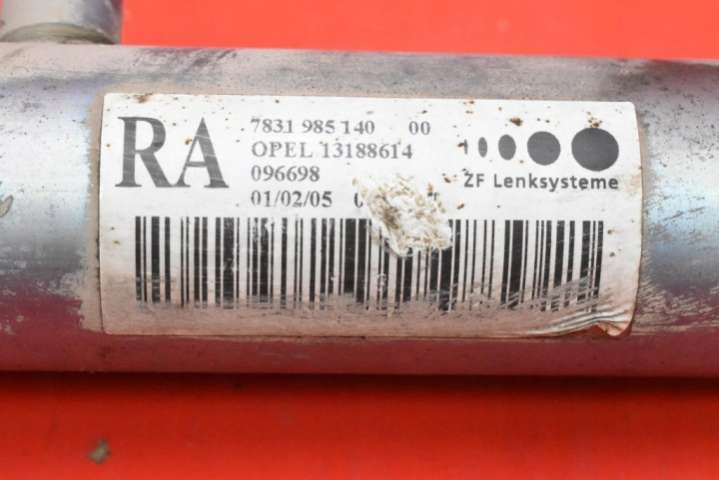 RA
7831 985 140 00
OPEL 13188614
096698
01/02/05
ZF Lenksysteme